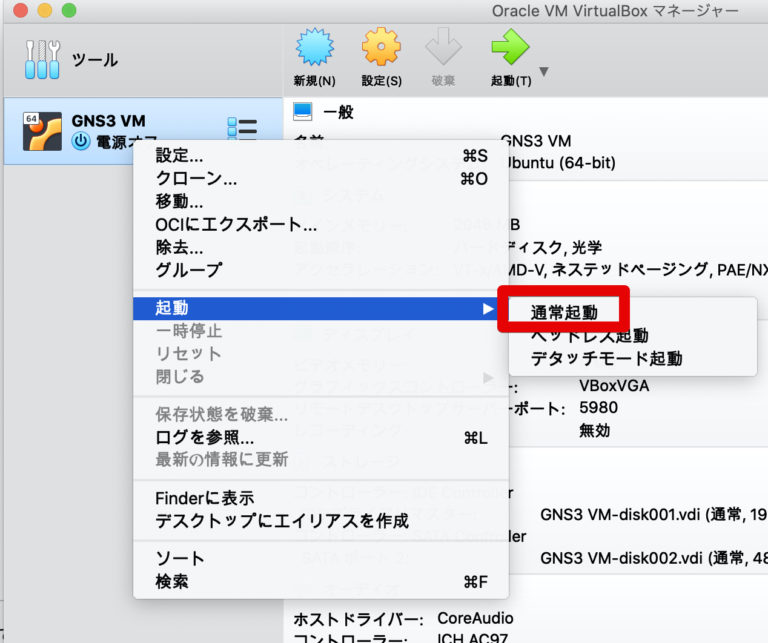 Oracle VM VirtualBox マネージャー
ツール
新規(N)
設定(S)
破棄
起動(T)
64
GNS3 VM
電源オフ
一般
名前
GNS3 VM
オペレーティングシステム
Ubuntu (64-bit)
設定... ⌘S
クローン... ⌘O
移動...
OCIにエクスポート...
除去...
グループ
起動
一時停止
リセット
閉じる
保存状態を破棄...
ログを参照... ⌘L
最新の情報に更新
Finderに表示
デスクトップにエイリアスを作成
ソート
検索 ⌘F
通常起動
ヘッドレス起動
デタッチモード起動
システム
メインメモリー: 2048 MB
起動順序: ハードディスク, 光学
アクセラレーション: VT-x/AMD-V, ネステッドページング, PAE/NX
ディスプレイ
ビデオメモリー:
グラフィックスコントローラー: VBoxVGA
リモートデスクトップサーバーポート: 5980
レコーディング 無効
ストレージ
コントローラー: IDE Controller
マスター: GNS3 VM-disk001.vdi (通常, 19
コントローラー: SATA Controller
SATA ポート 2: GNS3 VM-disk002.vdi (通常, 48
オーディオ
ホストドライバー: CoreAudio
コントローラー: ICH AC97